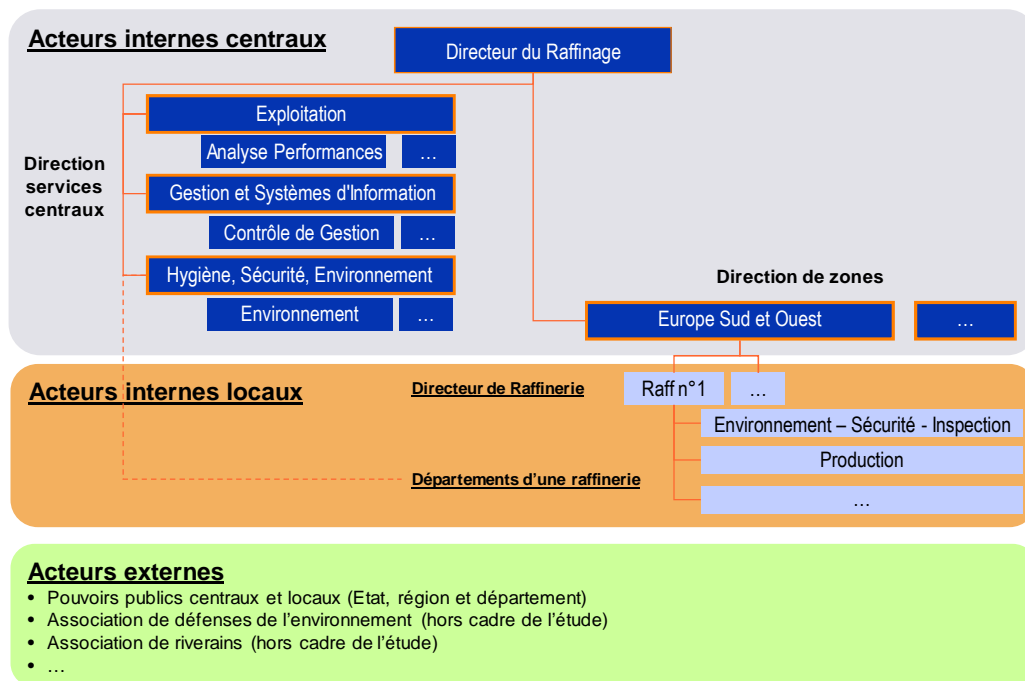 Acteurs internes centraux
Directeur du Raffinage
Exploitation
Analyse Performances
…
Direction
services
centraux
Gestion et Systèmes d'Information
Contrôle de Gestion
…
Hygiène, Sécurité, Environnement
Environnement
…
Direction de zones
Europe Sud et Ouest
…
Acteurs internes locaux
Directeur de Raffinerie
Raff n°1
…
Environnement – Sécurité - Inspection
Production
Départements d'une raffinerie
…
Acteurs externes
• Pouvoirs publics centraux et locaux (Etat, région et département)
• Association de défenses de l'environnement (hors cadre de l'étude)
• Association de riverains (hors cadre de l'étude)
• …